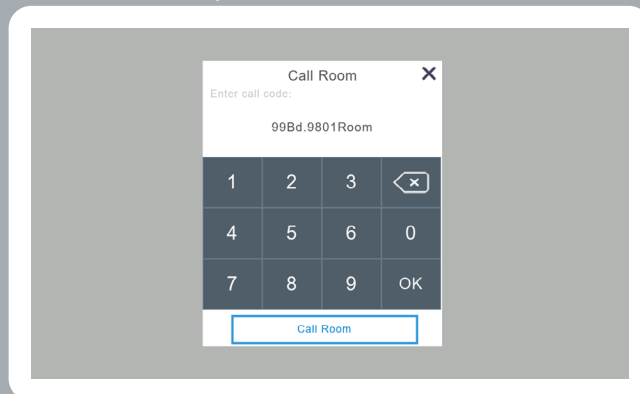 Call Room
Enter call code:
99Bd.9801Room
1 2 3
4 5 6 0
7 8 9 OK
Call Room